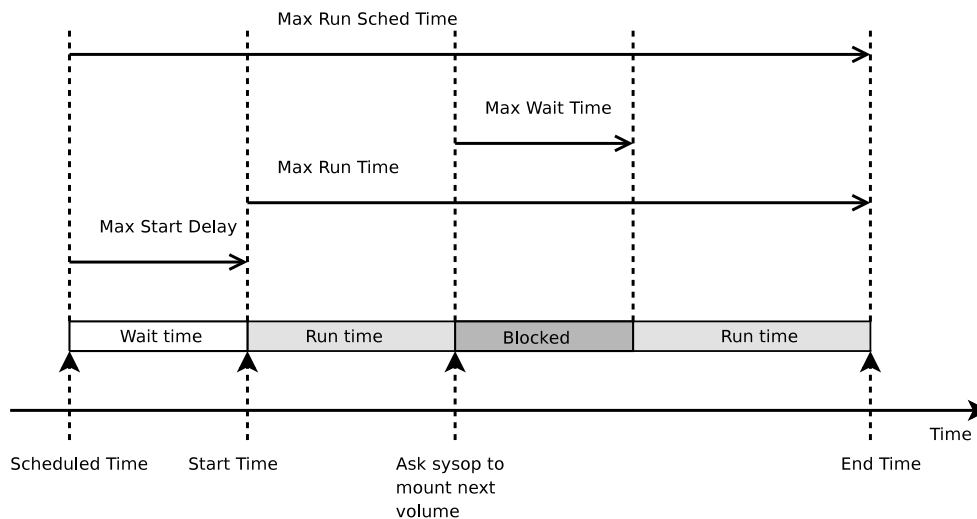 Max Run Sched Time
Max Wait Time
Max Run Time
Max Start Delay
Wait time
Run time
Blocked
Run time
Time
Scheduled Time
Start Time
Ask sysop to
mount next
volume
End Time